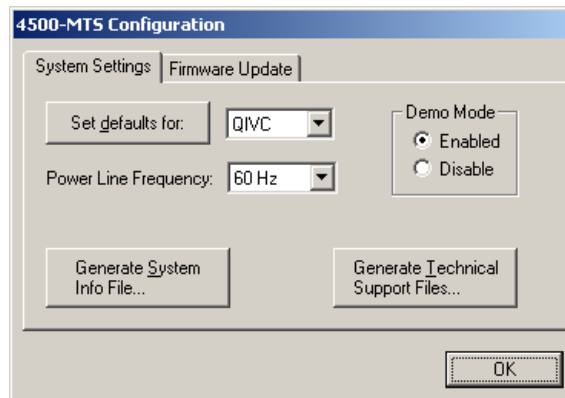 4500-MTS Configuration
System Settings
Firmware Update
Set defaults for:
QIVC
Demo Mode
Enabled
Disable
Power Line Frequency:
60 Hz
Generate System
Info File...
Generate Technical
Support Files...
OK